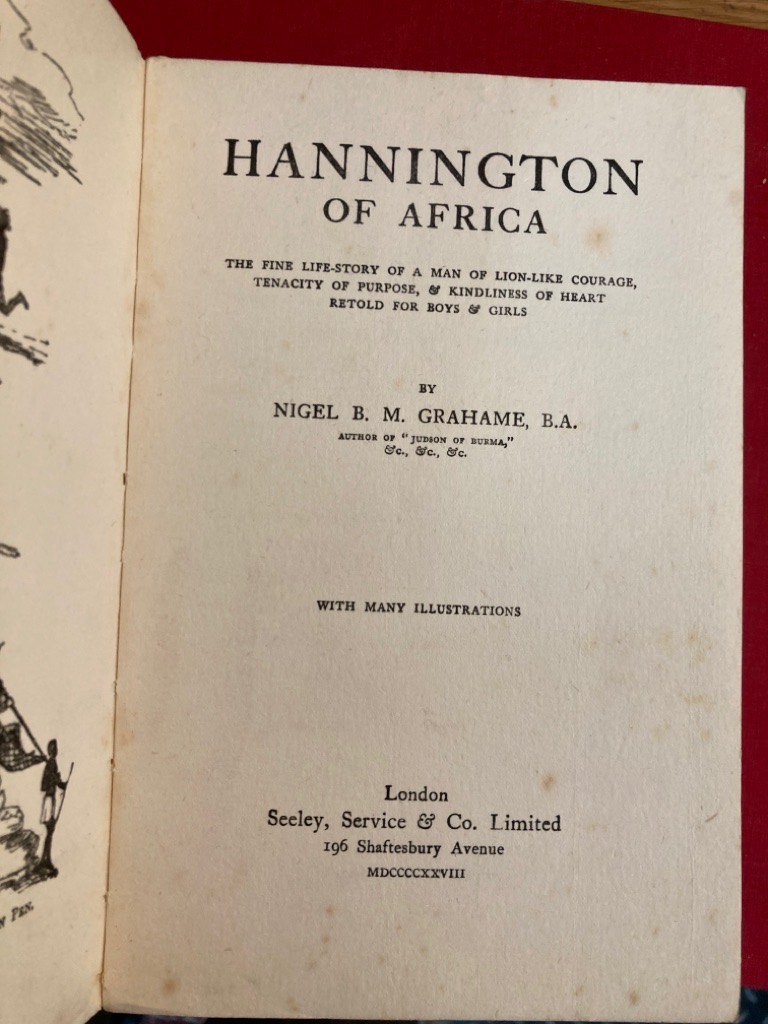 HANNINGTON
OF AFRICA
THE FINE LIFE-STORY OF A MAN OF LION-LIKE COURAGE,
TENACITY OF PURPOSE, & KINDLINESS OF HEART
RETOLD FOR BOYS & GIRLS
BY
NIGEL B. M. GRAHAME, B.A.
AUTHOR OF "JUDSON OF BURMA,"
&c., &c., &c.
WITH MANY ILLUSTRATIONS
London
Seeley, Service & Co. Limited
196 Shaftesbury Avenue
MDCCCCXXVIII
PEN.